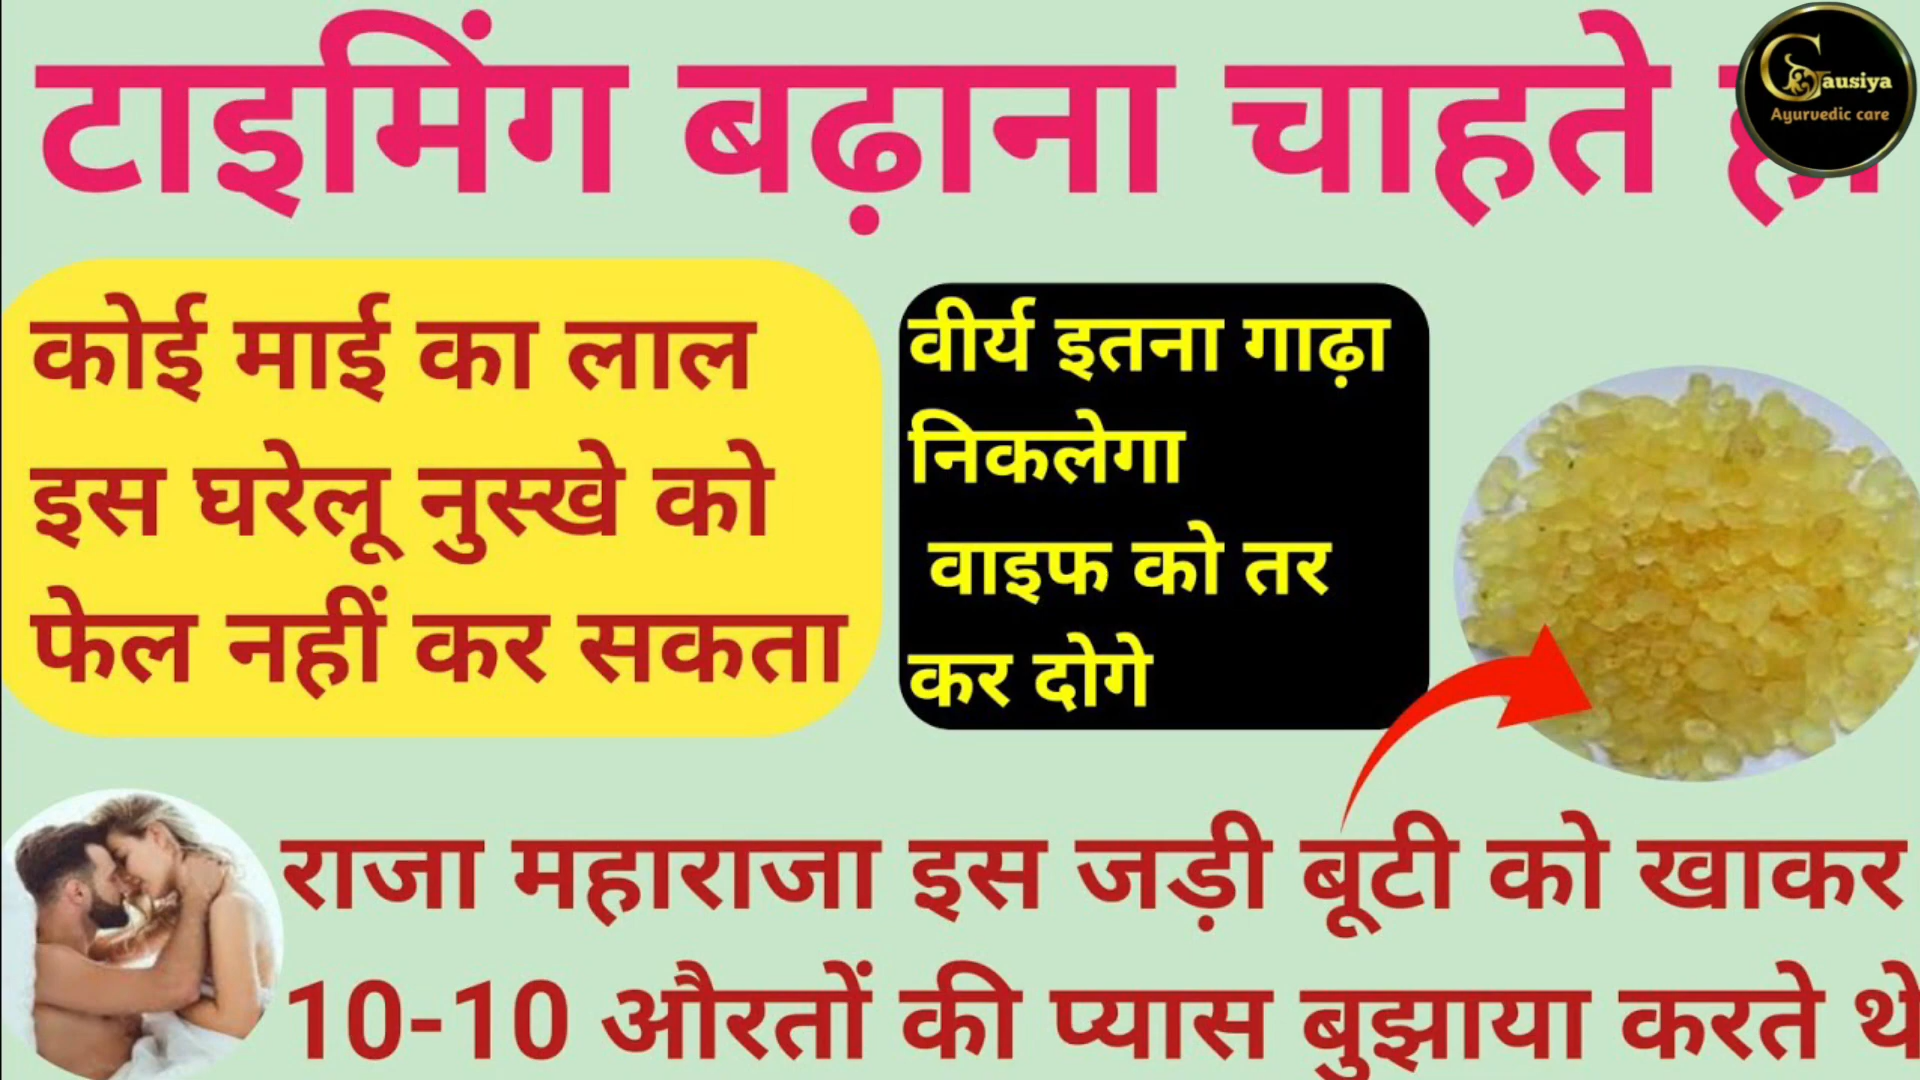 टाइमिंग बढ़ाना चाहते
Gausiya
Ayurvedic care
कोई माई का लाल
इस घरेलू नुस्खे को
फेल नहीं कर सकता
वीर्य इतना गाढ़ा
निकलेगा
वाइफ को तर
कर दोगे
राजा महाराजा इस जड़ी बूटी को खाकर
10-10 औरतों की प्यास बुझाया करते थे